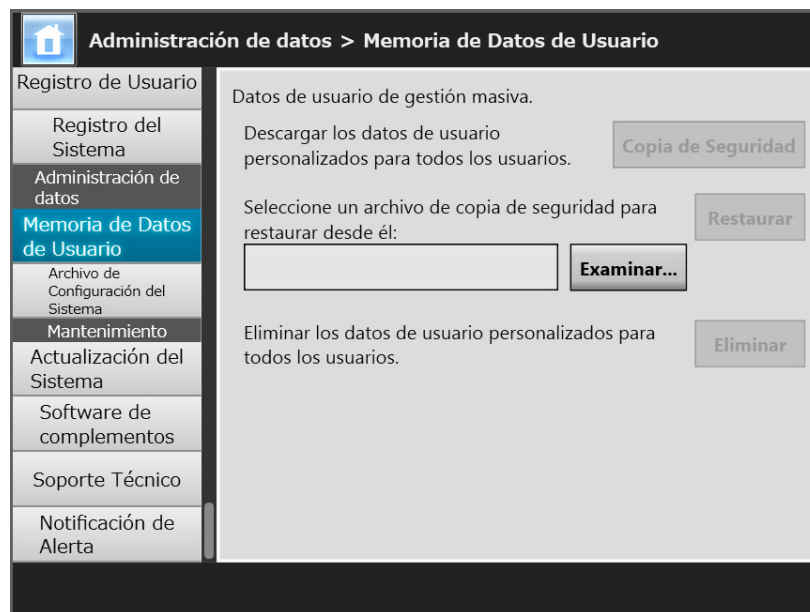 Administración de datos > Memoria de Datos de Usuario
Registro de Usuario
Registro del
Sistema
Administración de
datos
Memoria de Datos
de Usuario
Archivo de
Configuración del
Sistema
Mantenimiento
Actualización del
Sistema
Software de
complementos
Soporte Técnico
Notificación de
Alerta
Datos de usuario de gestión masiva.
Descargar los datos de usuario
personalizados para todos los usuarios.
Copia de Seguridad
Seleccione un archivo de copia de seguridad para
restaurar desde él:
Restaurar
Examinar...
Eliminar los datos de usuario personalizados para
todos los usuarios.
Eliminar